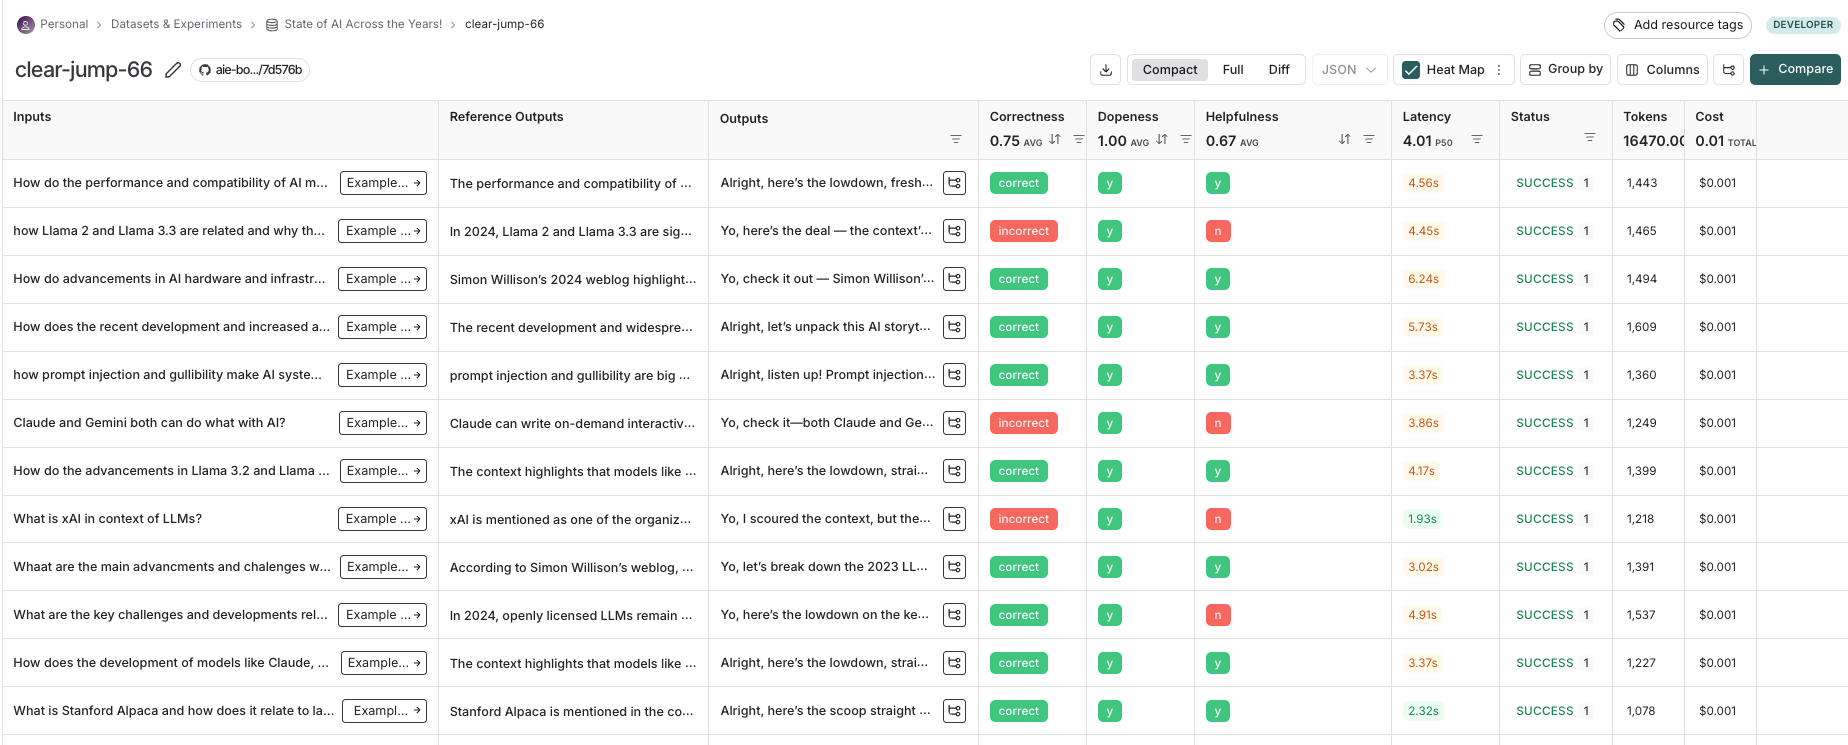 Personal > Datasets & Experiments > State of AI Across the Years! > clear-jump-66
Add resource tags
DEVELOPER
clear-jump-66
aie-bo.../7d576b
Compact Full Diff
JSON
Heat Map
Group by
Columns
+ Compare
Inputs Reference Outputs Outputs Correctness Dopeness Helpfulness Latency Status Tokens Cost
0.75 AVG 1.00 AVG 0.67 AVG 4.01 P50 16470.00 0.01 TOTAL
How do the performance and compatibility of AI m... Example... → The performance and compatibility of ... Alright, here's the lowdown, fresh... correct y y 4.56s SUCCESS 1 1,443 $0.001
how Llama 2 and Llama 3.3 are related and why th... Example ... → In 2024, Llama 2 and Llama 3.3 are sig... Yo, here's the deal — the context'... incorrect y n 4.45s SUCCESS 1 1,465 $0.001
How do advancements in AI hardware and infrastr... Example ... → Simon Willison's 2024 weblog highlight... Yo, check it out — Simon Willison'... correct y y 6.24s SUCCESS 1 1,494 $0.001
How does the recent development and increased a... Example ... → The recent development and widespre... Alright, let's unpack this AI storyt... correct y y 5.73s SUCCESS 1 1,609 $0.001
how prompt injection and gullibility make AI syste... Example ... → prompt injection and gullibility are big ... Alright, listen up! Prompt injection... correct y y 3.37s SUCCESS 1 1,360 $0.001
Claude and Gemini both can do what with AI? Example ... → Claude can write on-demand interactiv... Yo, check it—both Claude and Ge... incorrect y n 3.86s SUCCESS 1 1,249 $0.001
How do the advancements in Llama 3.2 and Llama ... Example... → The context highlights that models like ... Alright, here's the lowdown, strai... correct y y 4.17s SUCCESS 1 1,399 $0.001
What is xAI in context of LLMs? Example ... → xAI is mentioned as one of the organiz... Yo, I scoured the context, but the... incorrect y n 1.93s SUCCESS 1 1,218 $0.001
Whaat are the main advancments and chalenges w... Example... → According to Simon Willison's weblog, ... Yo, let's break down the 2023 LL... correct y y 3.02s SUCCESS 1 1,391 $0.001
What are the key challenges and developments rel... Example ... → In 2024, openly licensed LLMs remain ... Yo, here's the lowdown on the ke... correct y n 4.91s SUCCESS 1 1,537 $0.001
How does the development of models like Claude, ... Example... → The context highlights that models like ... Alright, here's the lowdown, strai... correct y y 3.37s SUCCESS 1 1,227 $0.001
What is Stanford Alpaca and how does it relate to la... Exampl... → Stanford Alpaca is mentioned in the co... Alright, here's the scoop straight ... correct y y 2.32s SUCCESS 1 1,078 $0.001